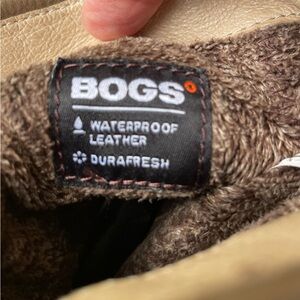 BOGS
WATERPROOF
LEATHER
DURAFRESH